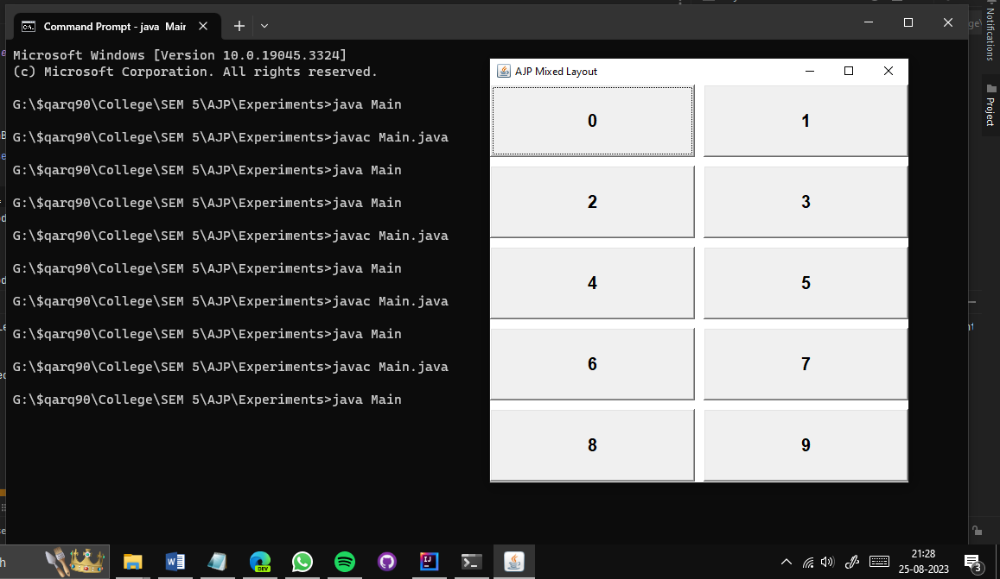 Command Prompt - java Main
Microsoft Windows [Version 10.0.19045.3324]
(c) Microsoft Corporation. All rights reserved.
G:\$qarq90\College\SEM 5\AJP\Experiments>java Main
G:\$qarq90\College\SEM 5\AJP\Experiments>javac Main.java
G:\$qarq90\College\SEM 5\AJP\Experiments>java Main
G:\$qarq90\College\SEM 5\AJP\Experiments>java Main
G:\$qarq90\College\SEM 5\AJP\Experiments>javac Main.java
G:\$qarq90\College\SEM 5\AJP\Experiments>java Main
G:\$qarq90\College\SEM 5\AJP\Experiments>javac Main.java
G:\$qarq90\College\SEM 5\AJP\Experiments>java Main
G:\$qarq90\College\SEM 5\AJP\Experiments>javac Main.java
G:\$qarq90\College\SEM 5\AJP\Experiments>java Main
AJP Mixed Layout
0 1
2 3
4 5
6 7
8 9
Notifications
Project
DEV
21:28
25-08-2023
3